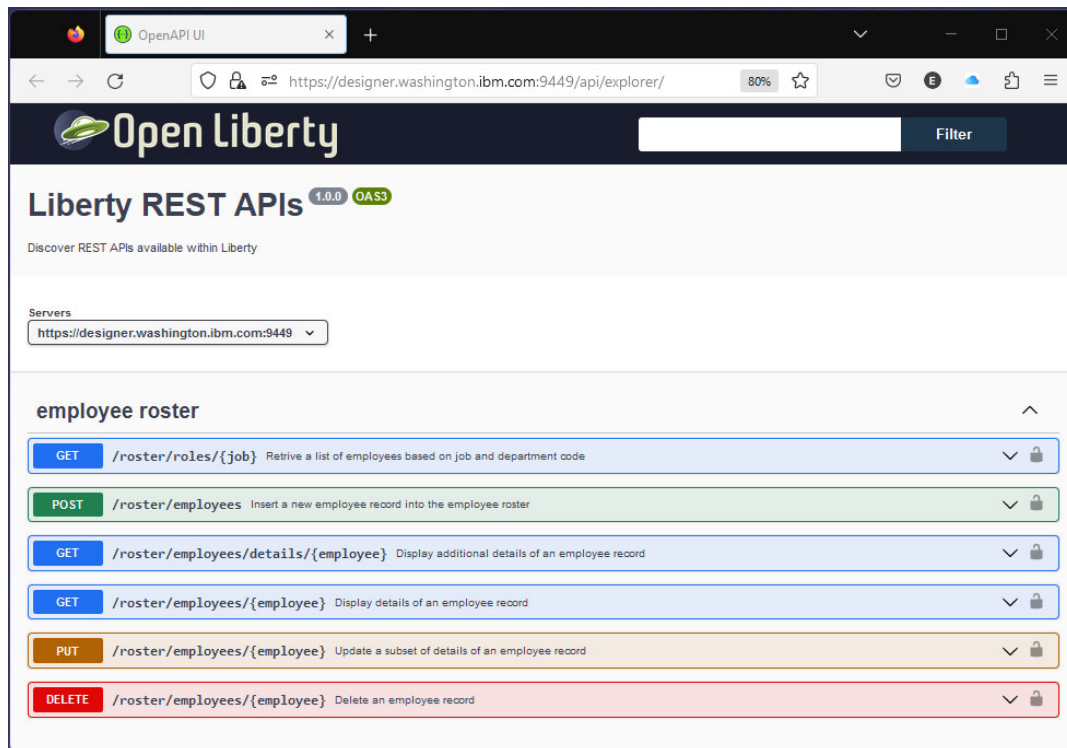 OpenAPI UI
https://designer.washington.ibm.com:9449/api/explorer/ 80% E
Open Liberty Filter
Liberty REST APIs 1.0.0 OAS3
Discover REST APIs available within Liberty
Servers
https://designer.washington.ibm.com:9449
employee roster
GET /roster/roles/{job} Retrive a list of employees based on job and department code
POST /roster/employees Insert a new employee record into the employee roster
GET /roster/employees/details/{employee} Display additional details of an employee record
GET /roster/employees/{employee} Display details of an employee record
PUT /roster/employees/{employee} Update a subset of details of an employee record
DELETE /roster/employees/{employee} Delete an employee record